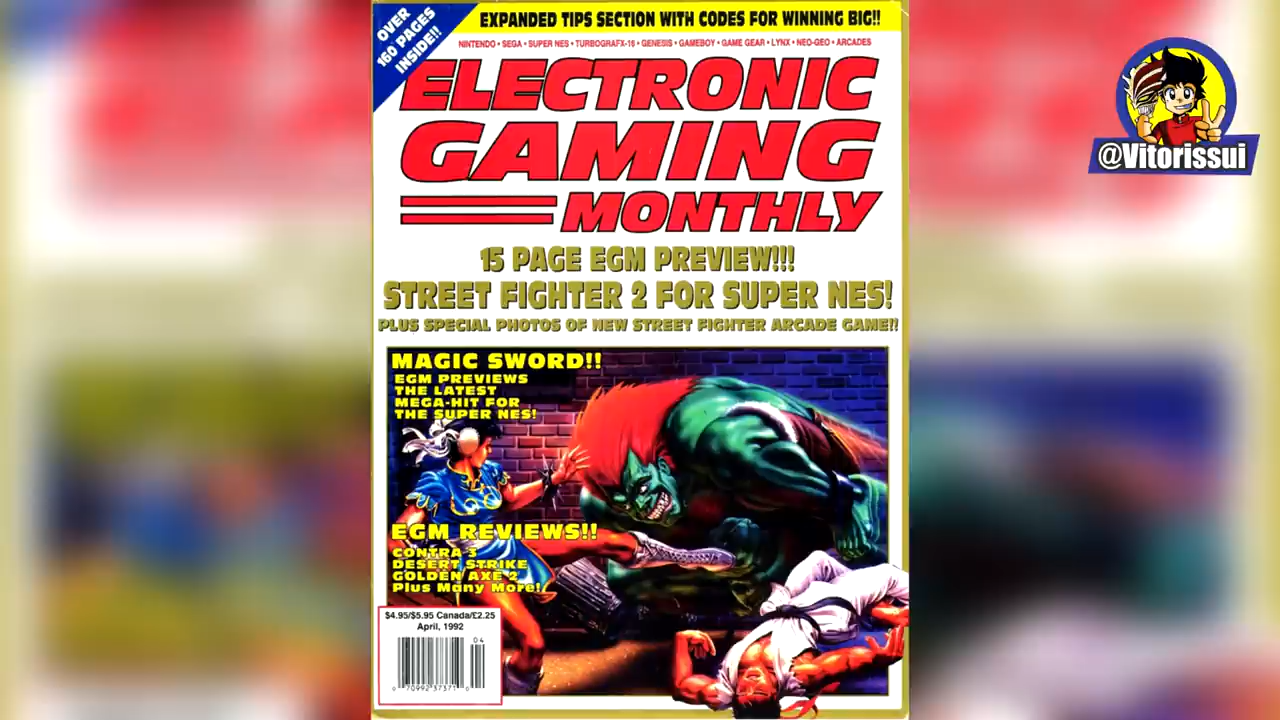 OVER
160 PAGES
INSIDE!!
EXPANDED TIPS SECTION WITH CODES FOR WINNING BIG!!
NINTENDO • SEGA • SUPER NES • TURBOGRAFX-16 • GENESIS • GAMEBOY • GAME GEAR • LYNX • NEO-GEO • ARCADES
ELECTRONIC
GAMING
MONTHLY
@Vitorissui
15 PAGE EGM PREVIEW!!!
STREET FIGHTER 2 FOR SUPER NES!
PLUS SPECIAL PHOTOS OF NEW STREET FIGHTER ARCADE GAME!!
MAGIC SWORD!!
EGM PREVIEWS
THE LATEST
MEGA-HIT FOR
THE SUPER NES!
EGM REVIEWS!!
CONTRA 3
DESERT STRIKE
GOLDEN AXE 2
Plus Many More!
$4.95/$5.95 Canada/£2.25
April, 1992
04
0 70992 37371 0